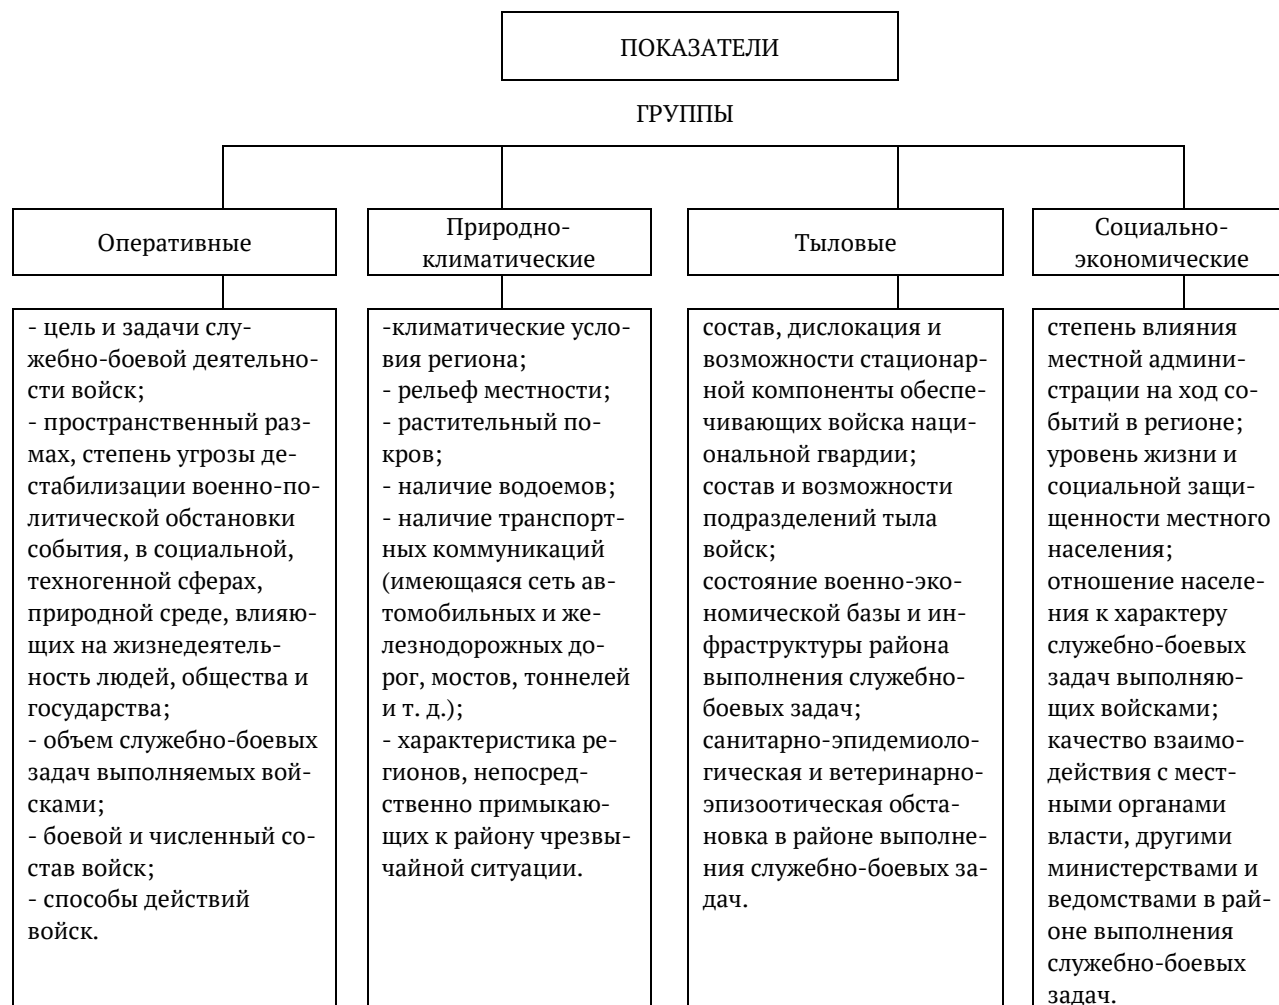 ПОКАЗАТЕЛИ
ГРУППЫ
Оперативные
- цель и задачи слу-
жебно-боевой деятельно-
сти войск;
- пространственный раз-
мах, степень угрозы де-
стабилизации военно-по-
литической обстановки
события, в социальной,
техногенной сферах,
природной среде, влияю-
щих на жизнедеятель-
ность людей, общества и
государства;
- объем служебно-боевых
задач выполняемых вой-
сками;
- боевой и численный со-
став войск;
- способы действий
войск.
Природно-
климатические
-климатические усло-
вия региона;
- рельеф местности;
- растительный по-
кров;
- наличие водоемов;
- наличие транспорт-
ных коммуникаций
(имеющаяся сеть ав-
томобильных и же-
лезнодорожных до-
рог, мостов, тоннелей
и т. д.);
- характеристика ре-
гионов, непосред-
ственно примыкаю-
щих к району чрезвы-
чайной ситуации.
Тыловые
состав, дислокация и
возможности стационар-
ной компоненты обеспе-
чивающих войска наци-
ональной гвардии;
состав и возможности
подразделений тыла
войск;
состояние военно-эко-
номической базы и ин-
фраструктуры района
выполнения служебно-
боевых задач;
санитарно-эпидемиоло-
гическая и ветеринарно-
эпизоотическая обста-
новка в районе выполне-
ния служебно-боевых за-
дач.
Социально-
экономические
степень влияния
местной админи-
страции на ход со-
бытий в регионе;
уровень жизни и
социальной защи-
щенности местного
населения;
отношение населе-
ния к характеру
служебно-боевых
задач выполняю-
щих войсками;
качество взаимо-
действия с мест-
ными органами
власти, другими
министерствами и
ведомствами в рай-
оне выполнения
служебно-боевых
задач.